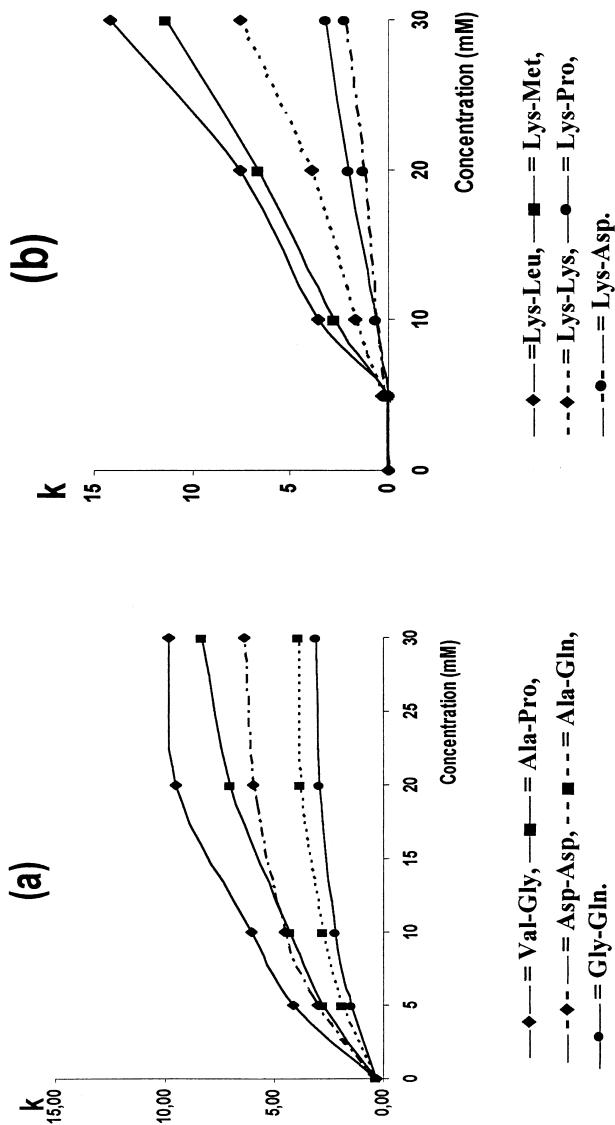 (a)
k
15,00
10,00
5,00
0,00
0
5
10
15
20
25
30
Concentration (mM)
= Val-Gly, = Ala-Pro,
= Asp-Asp, = Ala-Gln,
= Gly-Gln.
(b)
k
15
10
5
0
0
10
20
30
Concentration (mM)
=Lys-Leu, = Lys-Met,
= Lys-Lys, = Lys-Pro,
= Lys-Asp.